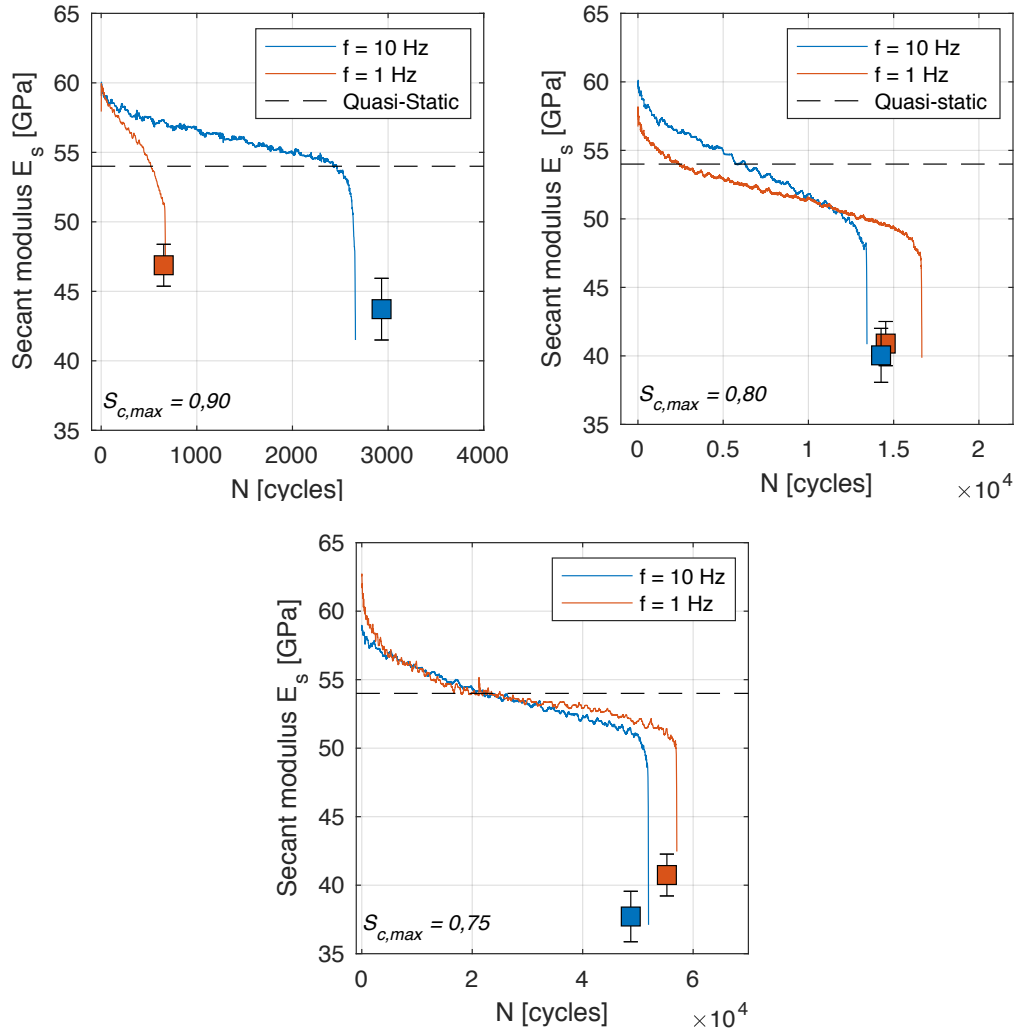 65
60
55
50
45
40
35
Secant modulus E_s [GPa]
f = 10 Hz
f = 1 Hz
Quasi-Static
S_c,max = 0,90
0 1000 2000 3000 4000
N [cycles]
65
60
55
50
45
40
35
Secant modulus E_s [GPa]
f = 10 Hz
f = 1 Hz
Quasi-static
S_c,max = 0,80
0 0.5 1 1.5 2
N [cycles]
×10^4
65
60
55
50
45
40
35
Secant modulus E_s [GPa]
f = 10 Hz
f = 1 Hz
S_c,max = 0,75
0 2 4 6
N [cycles]
×10^4